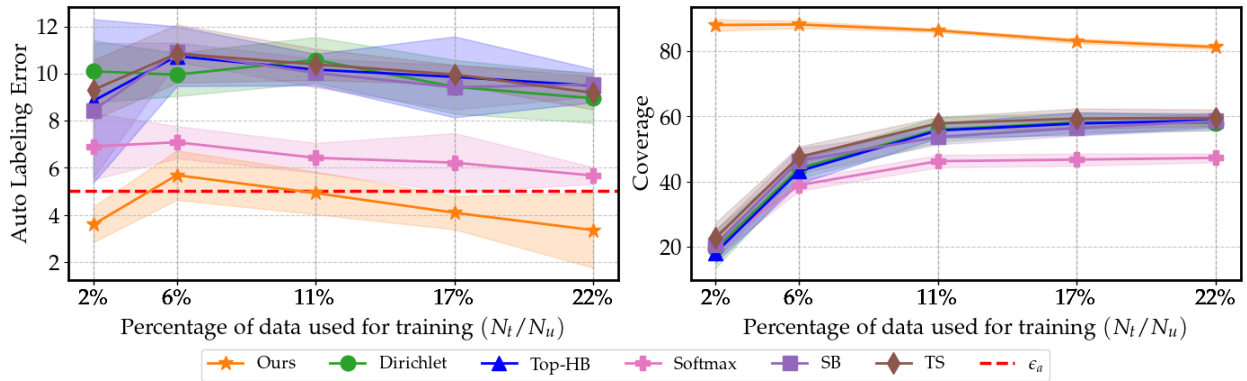 12
10
8
6
4
2
Auto Labeling Error
2% 6% 11% 17% 22%
Percentage of data used for training (N_t/N_u)
80
60
40
20
Coverage
2% 6% 11% 17% 22%
Percentage of data used for training (N_t/N_u)
Ours Dirichlet Top-HB Softmax SB TS ϵ_a